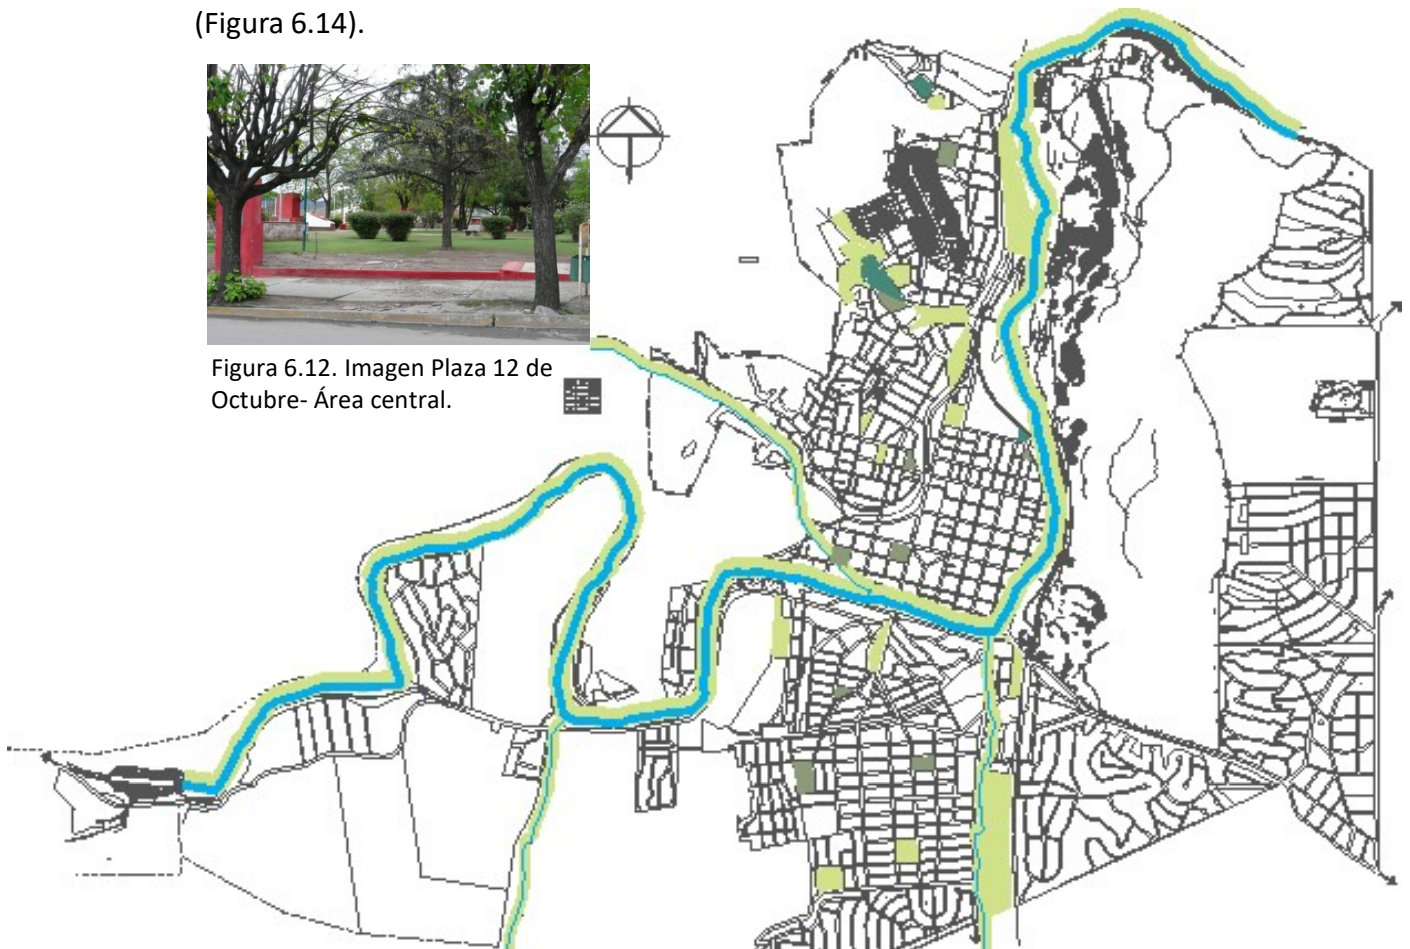 (Figura 6.14).
Figura 6.12. Imagen Plaza 12 de
Octubre- Área central.